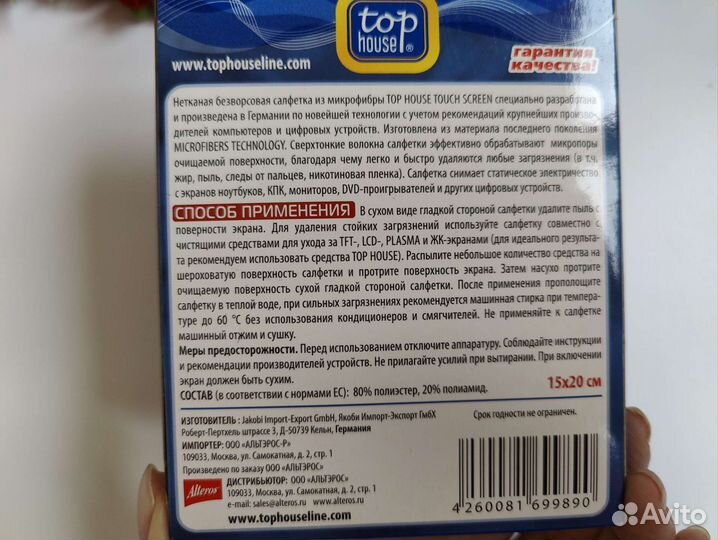 top
house®
www.tophouseline.com
гарантия
качества!
Нетканая безворсовая салфетка из микрофибры TOP HOUSE TOUCH SCREEN специально разработана
и произведена в Германии по новейшей технологии с учетом рекомендаций крупнейших произво-
дителей компьютеров и цифровых устройств. Изготовлена из материала последнего поколения
MICROFIBERS TECHNOLOGY. Сверхтонкие волокна салфетки эффективно обрабатывают микропоры
очищаемой поверхности, благодаря чему легко и быстро удаляются любые загрязнения (в т.ч.
жир, пыль, следы от пальцев, никотиновая пленка). Салфетка снимает статическое электричество
с экранов ноутбуков, КПК, мониторов, DVD-проигрывателей и других цифровых устройств.
СПОСОБ ПРИМЕНЕНИЯ В сухом виде гладкой стороной салфетки удалите пыль с
поверхности экрана. Для удаления стойких загрязнений используйте салфетку совместно с
чистящими средствами для ухода за TFT-, LCD-, PLASMA и ЖК-экранами (для идеального результа-
та рекомендуем использовать средства TOP HOUSE). Распылите небольшое количество средства на
шероховатую поверхность салфетки и протрите поверхность экрана. Затем насухо протрите
очищаемую поверхность сухой гладкой стороной салфетки. После применения прополощите
салфетку в теплой воде, при сильных загрязнениях рекомендуется машинная стирка при темпера-
туре до 60 °C без использования кондиционеров и смягчителей. Не применяйте к салфетке
машинный отжим и сушку.
Меры предосторожности. Перед использованием отключите аппаратуру. Соблюдайте инструкции
и рекомендации производителей устройств. Не прилагайте усилий при вытирании. При включении
экран должен быть сухим.
СОСТАВ (в соответствии с нормами ЕС): 80% полиэстер, 20% полиамид.
15x20 см
ИЗГОТОВИТЕЛЬ: Jakobi Import-Export GmbH, Якоби Импорт-Экспорт ГмбХ
Роберт-Пертхель штрассе 3, Д-50739 Кельн, Германия
ИМПОРТЕР: ООО «АЛЬТЭРОС-Р»
109033, Москва, ул. Самокатная, д. 2, стр. 1
Произведено по заказу ООО «АЛЬТЭРОС»
Срок годности не ограничен.
Alteros
ДИСТРИБЬЮТОР: ООО «АЛЬТЭРОС»
109033, Москва, ул. Самокатная, д. 2, стр. 1
e-mail: sales@alteros.ru
www.tophouseline.com
4 260081 699890
Avito